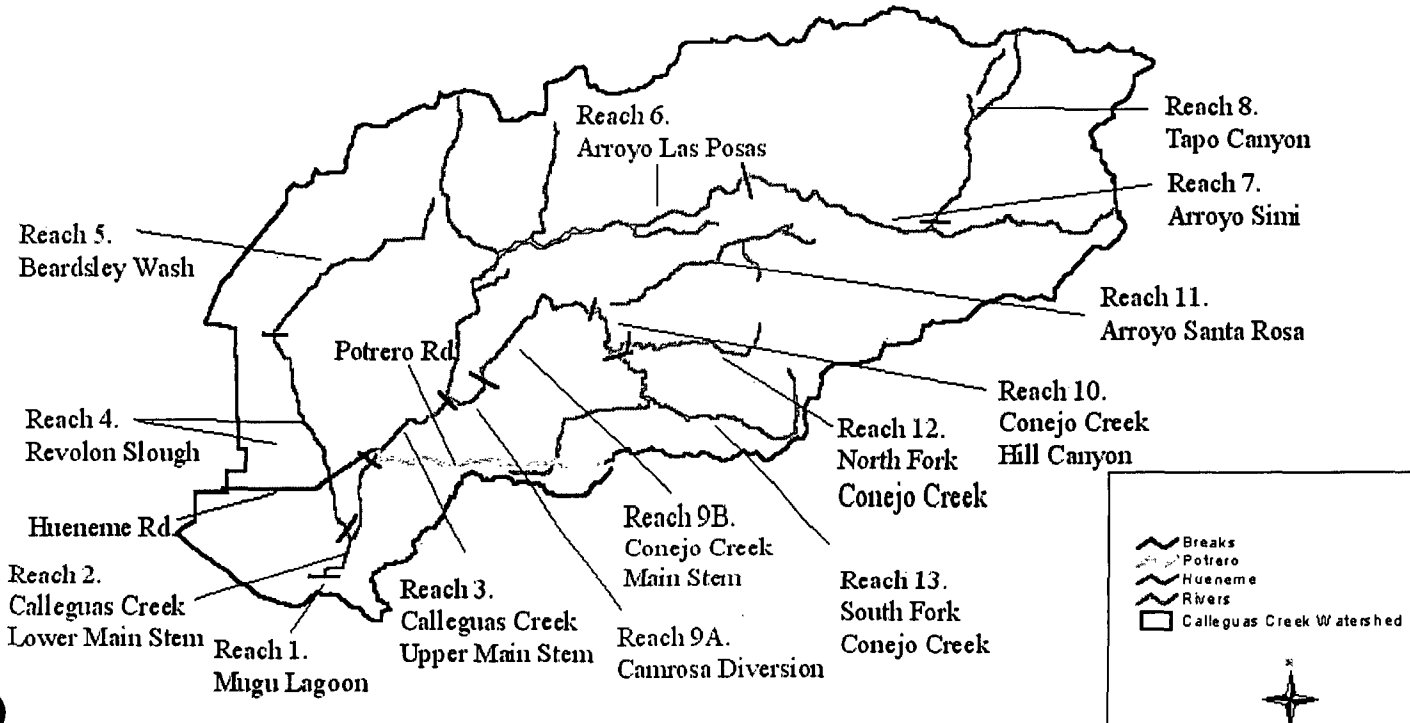 Reach 6.
Arroyo Las Posas
Reach 8.
Tapo Canyon
Reach 7.
Arroyo Simi
Reach 5.
Beardsley Wash
Reach 11.
Arroyo Santa Rosa
Potrero Rd.
Reach 10.
Conejo Creek
Hill Canyon
Reach 4.
Revolon Slough
Reach 12.
North Fork
Conejo Creek
Hueneme Rd.
Reach 9B.
Conejo Creek
Main Stem
Reach 2.
Calleguas Creek
Lower Main Stem
Reach 3.
Calleguas Creek
Upper Main Stem
Reach 13.
South Fork
Conejo Creek
Reach 1.
Mugu Lagoon
Reach 9A.
Camrosa Diversion
Breaks
Potrero
Hueneme
Rivers
Calleguas Creek Watershed